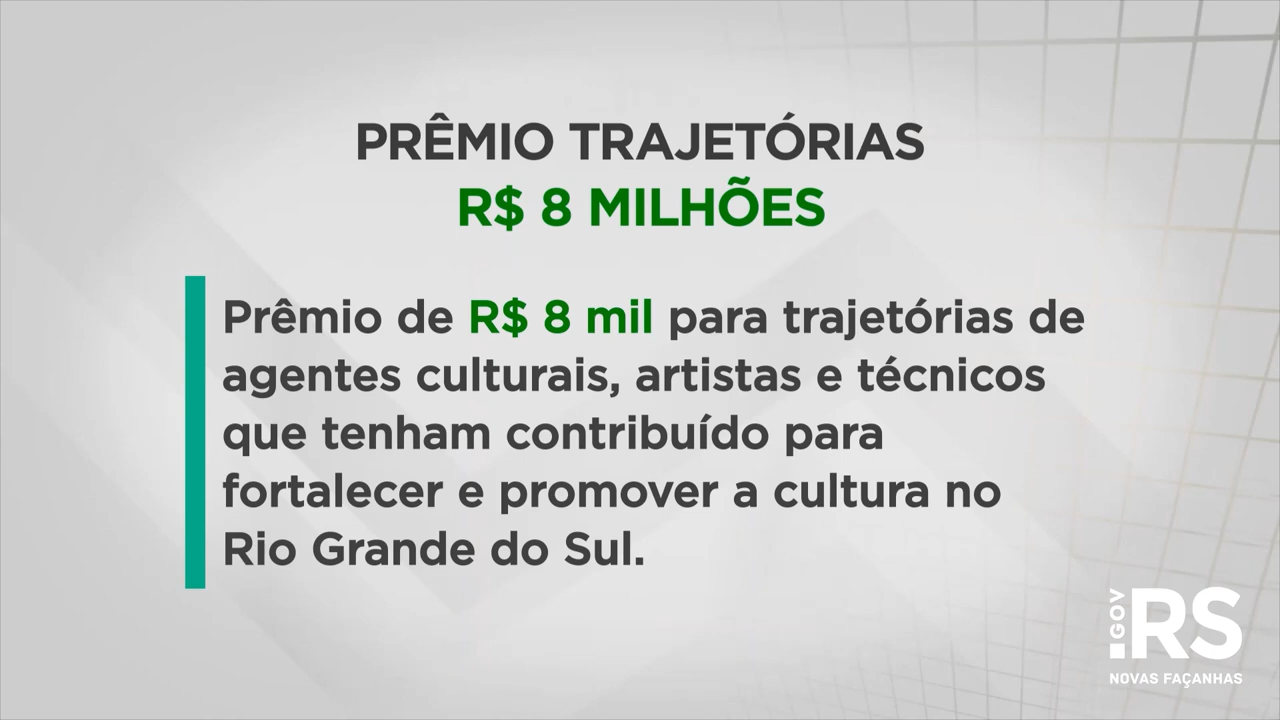 PRÊMIO TRAJETÓRIAS
R$ 8 MILHÕES
Prêmio de R$ 8 mil para trajetórias de
agentes culturais, artistas e técnicos
que tenham contribuído para
fortalecer e promover a cultura no
Rio Grande do Sul.
.GOV
RS
NOVAS FAÇANHAS